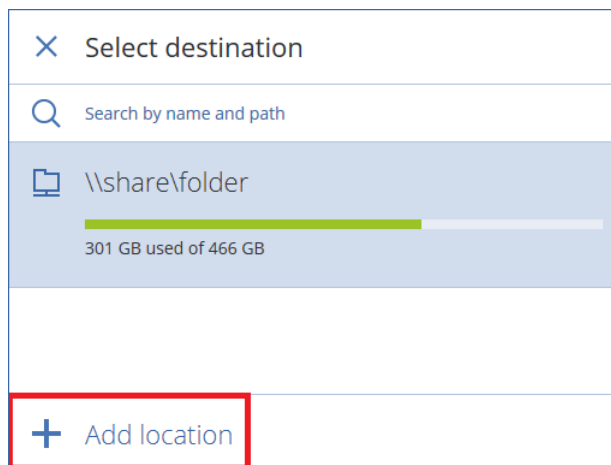 Select destination
Search by name and path
\\share\folder
301 GB used of 466 GB
Add location